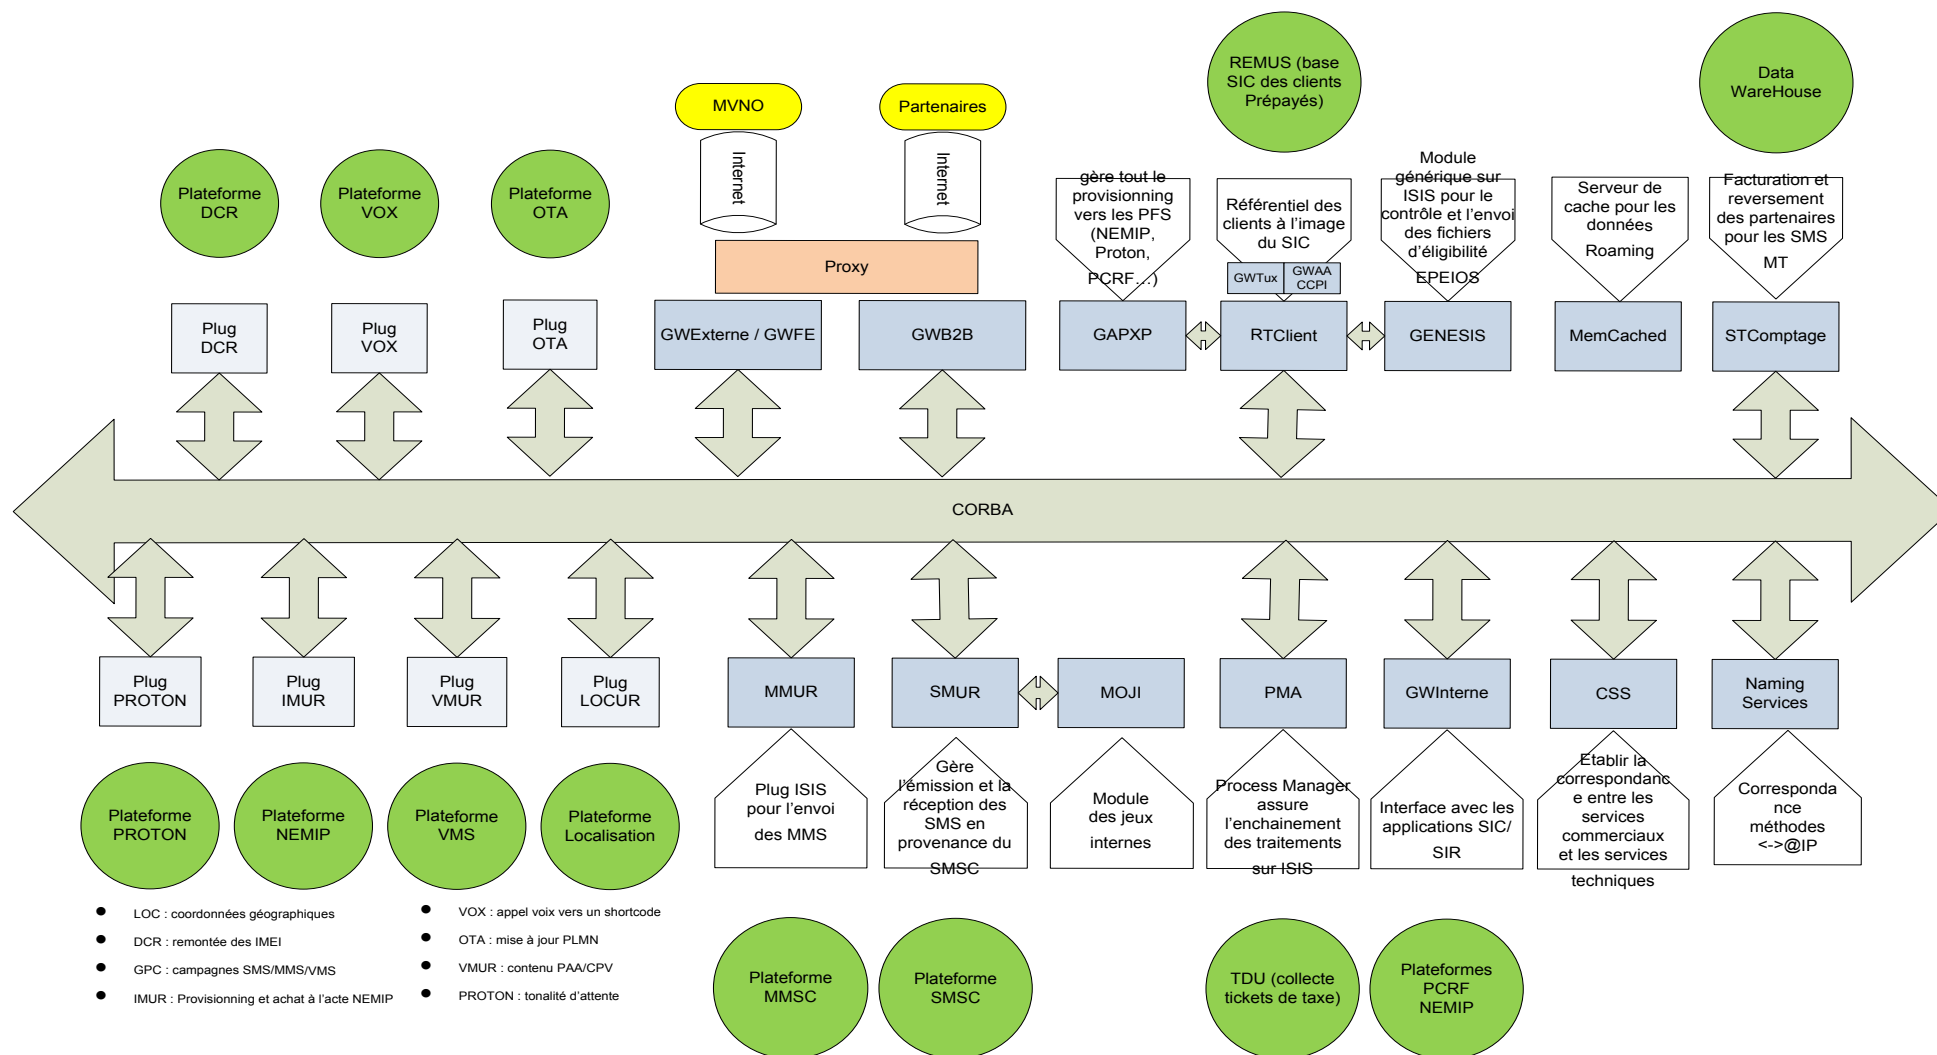 REMUS (base
SIC des clients
Prépayés)
Data
WareHouse
MVNO
Partenaires
Internet
Internet
Plateforme
DCR
Plateforme
VOX
Plateforme
OTA
gère tout le
provisionning
vers les PFS
(NEMIP,
Proton,
PCRF...)
Référentiel des
clients à l'image
du SIC
Module
générique sur
ISIS pour le
contrôle et l'envoi
des fichiers
d'éligibilité
EPEIOS
Serveur de
cache pour les
données
Roaming
Facturation et
reversement
des partenaires
pour les SMS
MT
Proxy
GWTux
GWAA
CCPI
Plug
DCR
Plug
VOX
Plug
OTA
GWExterne / GWFE
GWB2B
GAPXP
RTClient
GENESIS
MemCached
STComptage
CORBA
Plug
PROTON
Plug
IMUR
Plug
VMUR
Plug
LOCUR
MMUR
SMUR
MOJI
PMA
GWInterne
CSS
Naming
Services
Plateforme
PROTON
Plateforme
NEMIP
Plateforme
VMS
Plateforme
Localisation
Plug ISIS
pour l'envoi
des MMS
Gère
l'émission et la
réception des
SMS en
provenance du
SMSC
Module
des jeux
internes
Process Manager
assure
l'enchainement
des traitements
sur ISIS
Interface avec les
applications SIC/
SIR
Etablir la
correspondanc
e entre les
services
commerciaux
et les services
techniques
Corresponda
nce
méthodes
<->@IP
● LOC : coordonnées géographiques
● DCR : remontée des IMEI
● GPC : campagnes SMS/MMS/VMS
● IMUR : Provisionning et achat à l'acte NEMIP
● VOX : appel voix vers un shortcode
● OTA : mise à jour PLMN
● VMUR : contenu PAA/CPV
● PROTON : tonalité d'attente
Plateforme
MMSC
Plateforme
SMSC
TDU (collecte
tickets de taxe)
Plateformes
PCRF
NEMIP